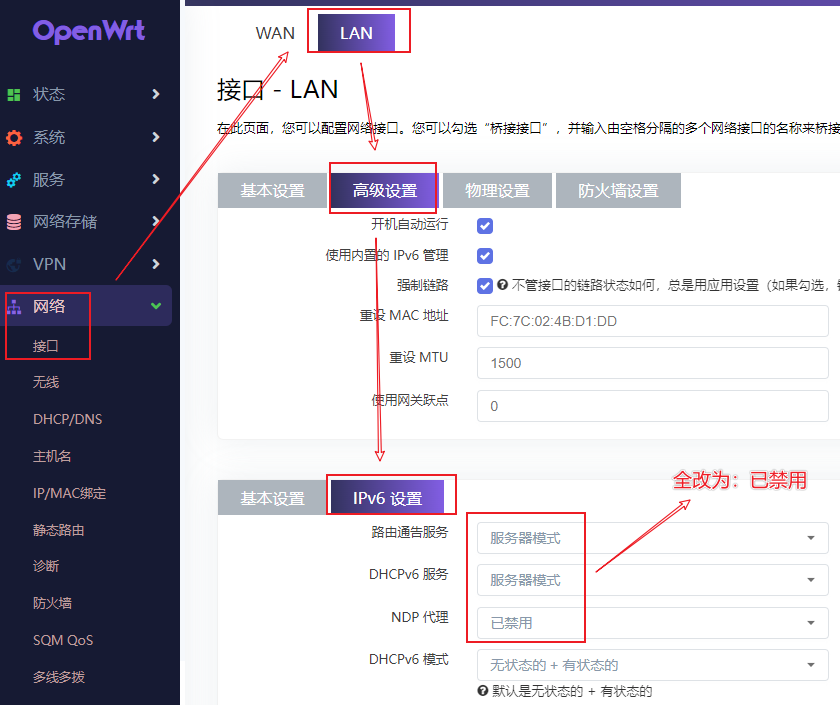 OpenWrt
状态
系统
服务
网络存储
VPN
网络
接口
无线
DHCP/DNS
主机名
IP/MAC绑定
静态路由
诊断
防火墙
SQM QoS
多线多拨
WAN LAN
接口 - LAN
在此页面，您可以配置网络接口。您可以勾选“桥接接口”，并输入由空格分隔的多个网络接口的名称来桥接
基本设置 高级设置 物理设置 防火墙设置
开机自动运行
使用内置的 IPv6 管理
强制链路 不管接口的链路状态如何，总是用应用设置（如果勾选，
重设 MAC 地址 FC:7C:02:4B:D1:DD
重设 MTU 1500
使用网关跃点 0
基本设置 IPv6 设置
全改为：已禁用
路由通告服务 服务器模式
DHCPv6 服务 服务器模式
NDP 代理 已禁用
DHCPv6 模式 无状态的 + 有状态的
默认是无状态的 + 有状态的